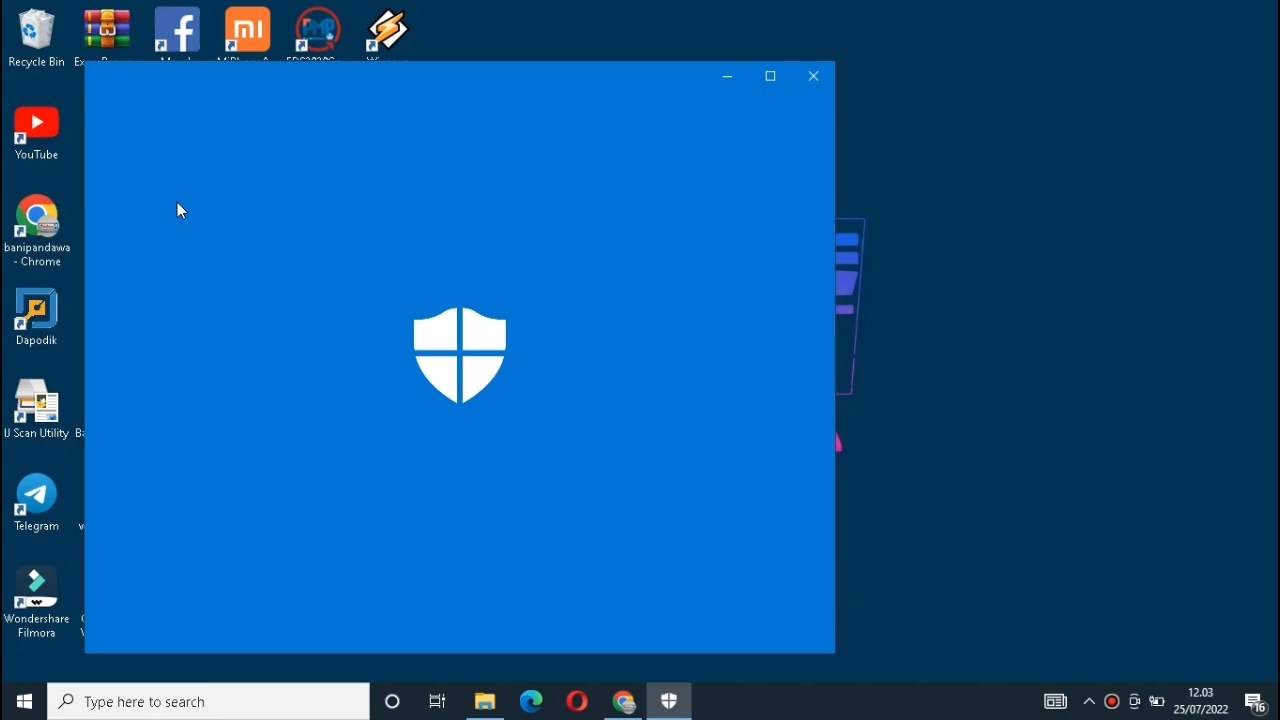 Recycle Bin
YouTube
banipandawa
- Chrome
Dapodik
IJ Scan Utility
Telegram
Wondershare
Filmora
Type here to search
12.03
25/07/2022
16